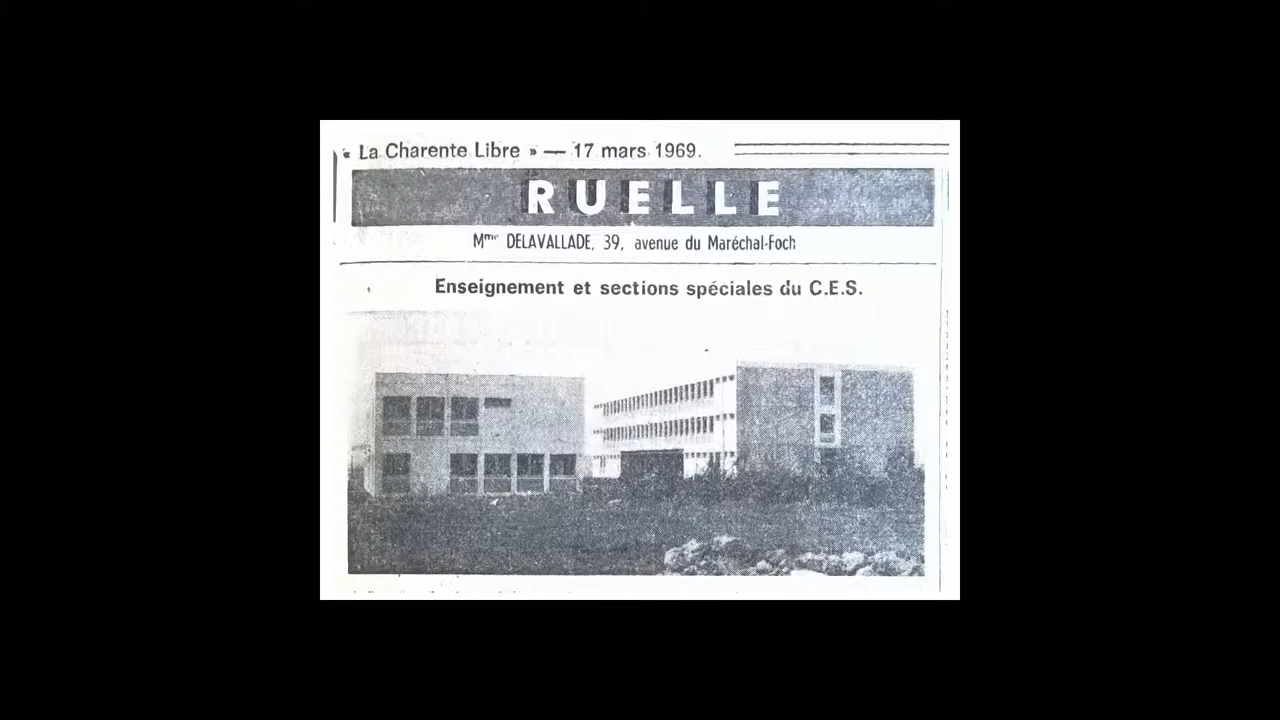 « La Charente Libre » — 17 mars 1969.
RUELLE
Mme DELAVALLADE, 39, avenue du Maréchal-Foch
Enseignement et sections spéciales du C.E.S.